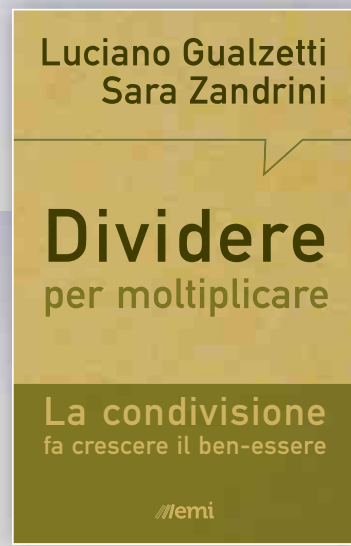 Luciano Gualzetti
Sara Zandrini
Dividere
per moltiplicare
La condivisione
fa crescere il ben-essere
emi